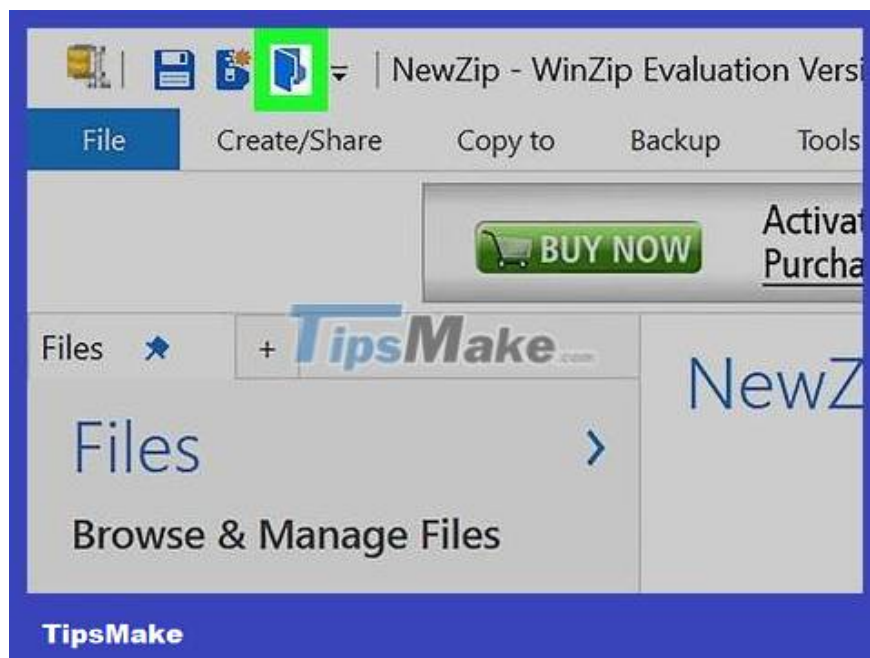 NewZip - WinZip Evaluation Versi
File Create/Share Copy to Backup Tools
BUY NOW
Activat
Purcha
Files +
TipsMake.com
NewZ
Files
Browse & Manage Files
TipsMake